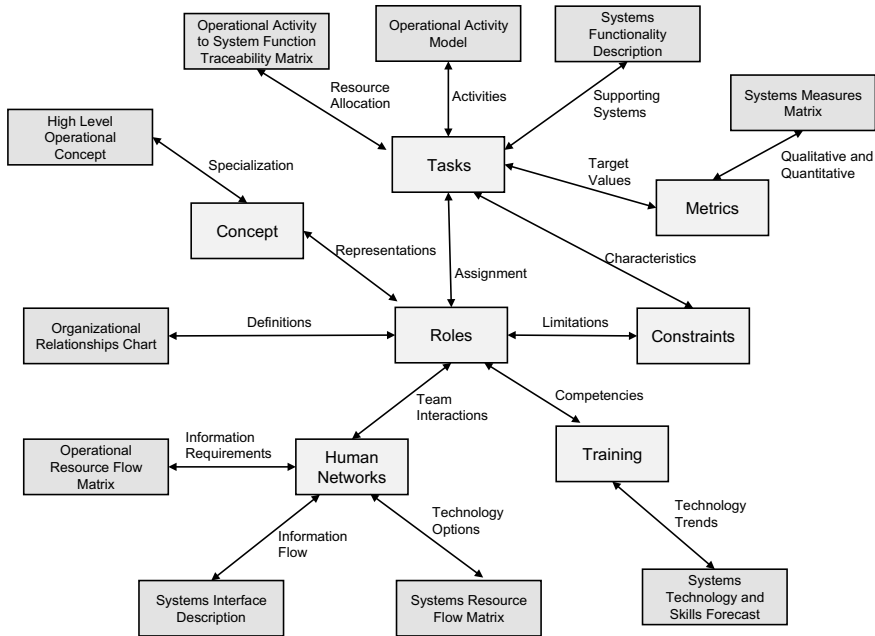 Operational Activity
to System Function
Traceability Matrix
Operational Activity
Model
Systems
Functionality
Description
Resource
Allocation
Activities
Supporting
Systems
Systems Measures
Matrix
High Level
Operational
Concept
Specialization
Tasks
Target
Values
Qualitative and
Quantitative
Metrics
Concept
Representations
Assignment
Characteristics
Organizational
Relationships Chart
Definitions
Roles
Limitations
Constraints
Team
Interactions
Competencies
Operational
Resource Flow
Matrix
Information
Requirements
Human
Networks
Training
Information
Flow
Technology
Options
Technology
Trends
Systems Interface
Description
Systems Resource
Flow Matrix
Systems
Technology and
Skills Forecast